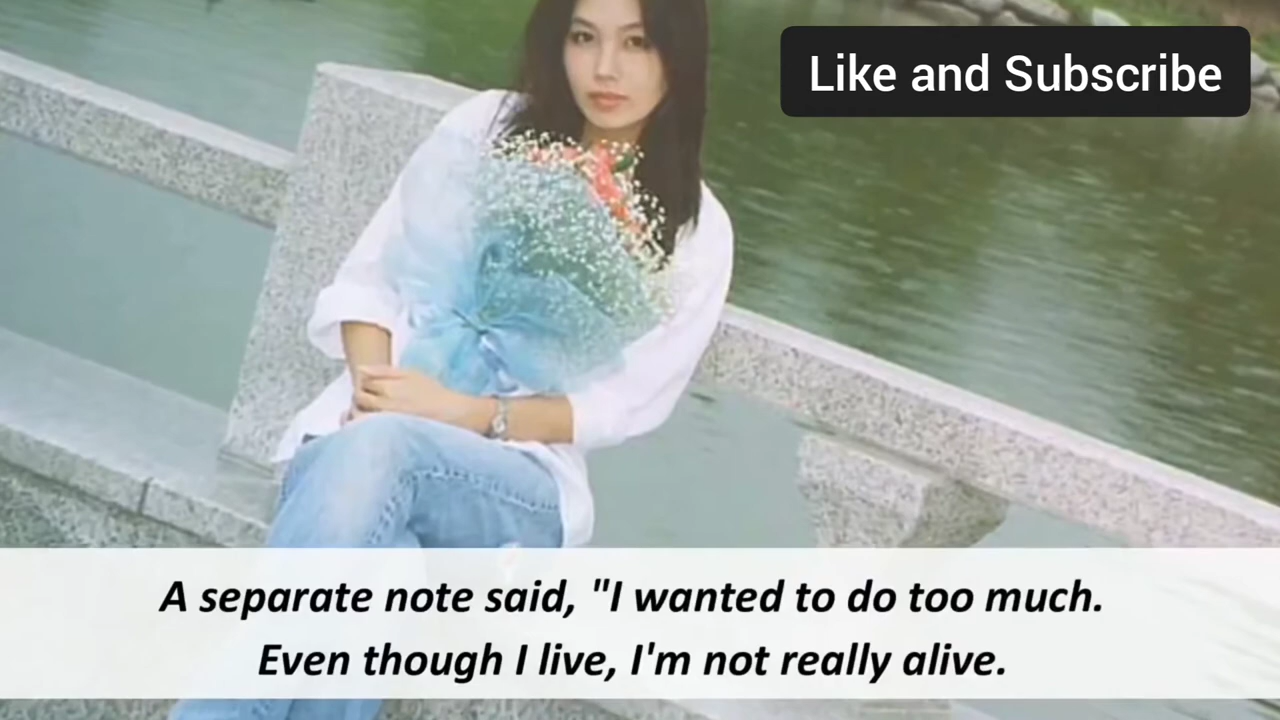 Like and Subscribe
A separate note said, "I wanted to do too much.
Even though I live, I'm not really alive.